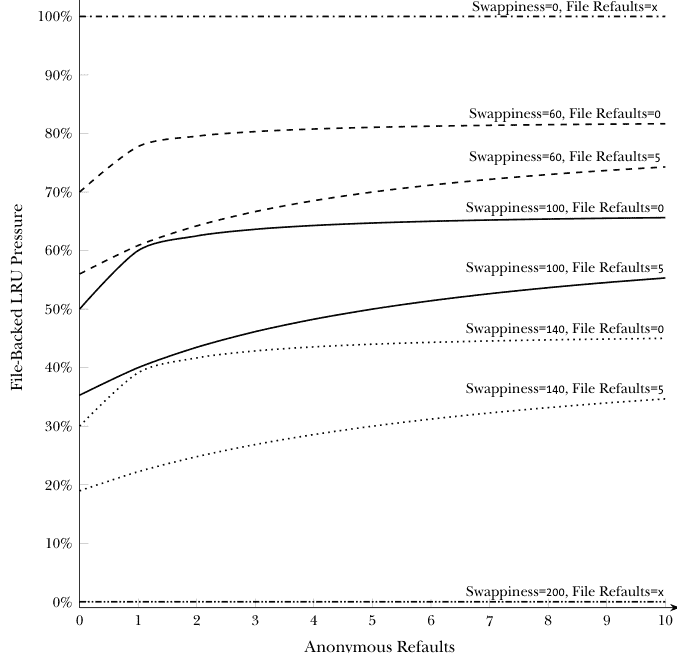 Swappiness=0, File Refaults=x
100%
90%
Swappiness=60, File Refaults=0
80%
Swappiness=60, File Refaults=5
70%
Swappiness=100, File Refaults=0
60%
Swappiness=100, File Refaults=5
50%
Swappiness=140, File Refaults=0
40%
Swappiness=140, File Refaults=5
30%
20%
10%
Swappiness=200, File Refaults=x
0%
File-Backed LRU Pressure
0 1 2 3 4 5 6 7 8 9 10
Anonymous Refaults